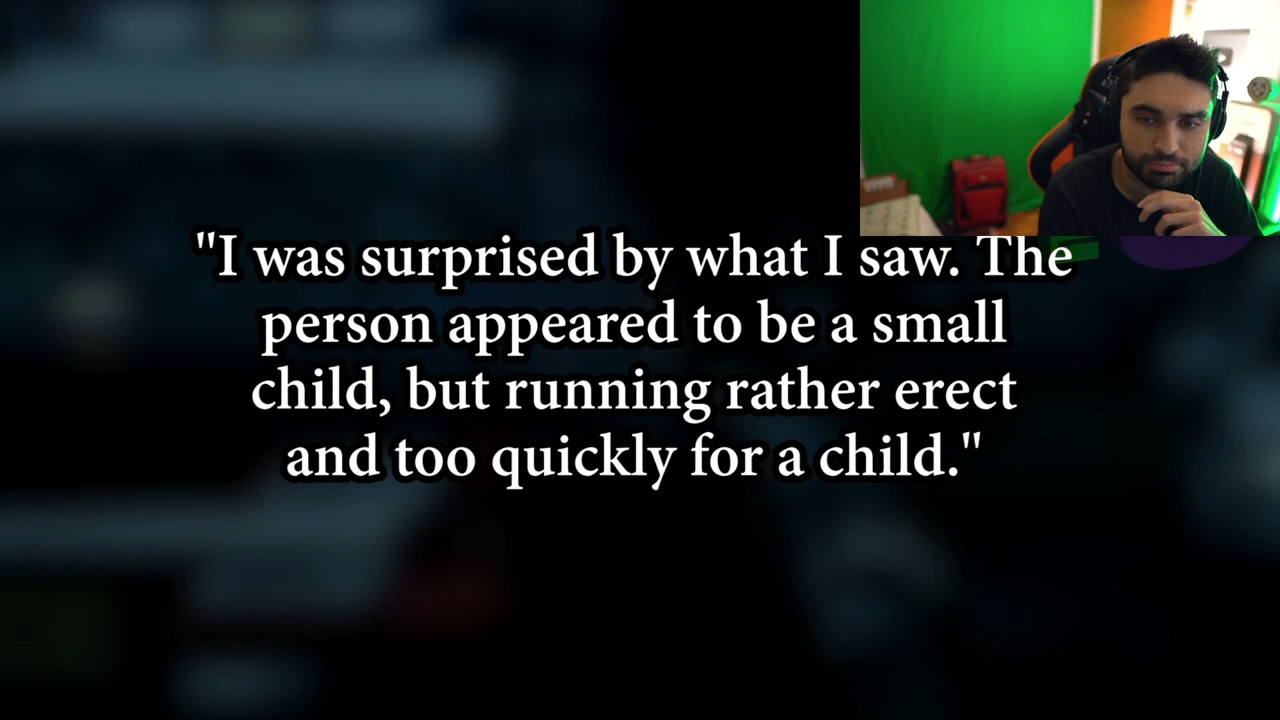 "I was surprised by what I saw. The
person appeared to be a small
child, but running rather erect
and too quickly for a child."